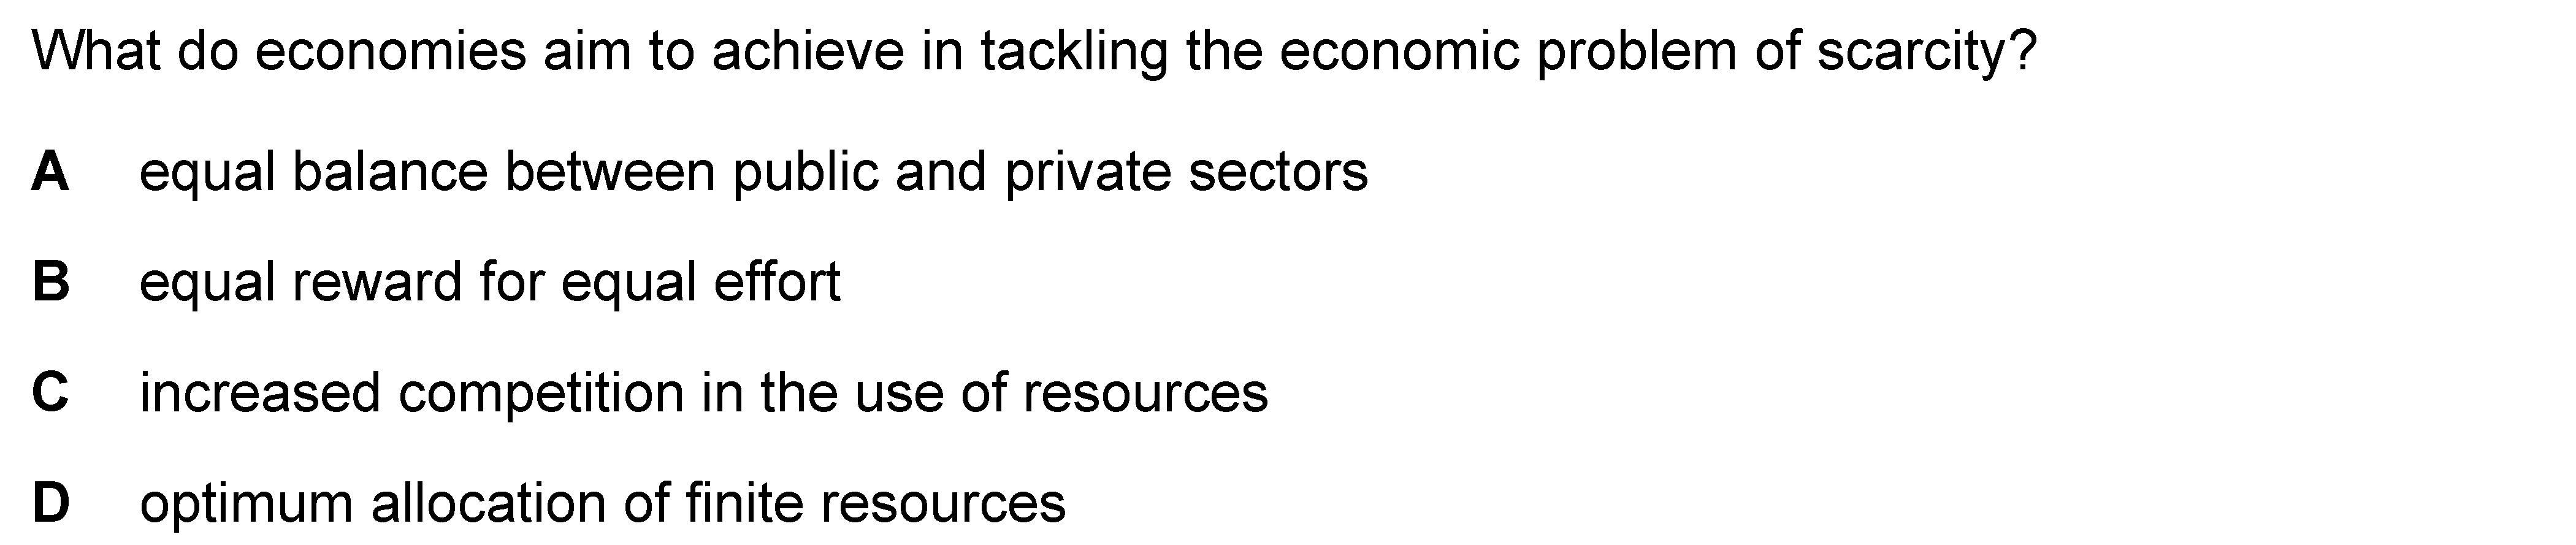 What do economies aim to achieve in tackling the economic problem of scarcity?
A equal balance between public and private sectors
B equal reward for equal effort
C increased competition in the use of resources
D optimum allocation of finite resources